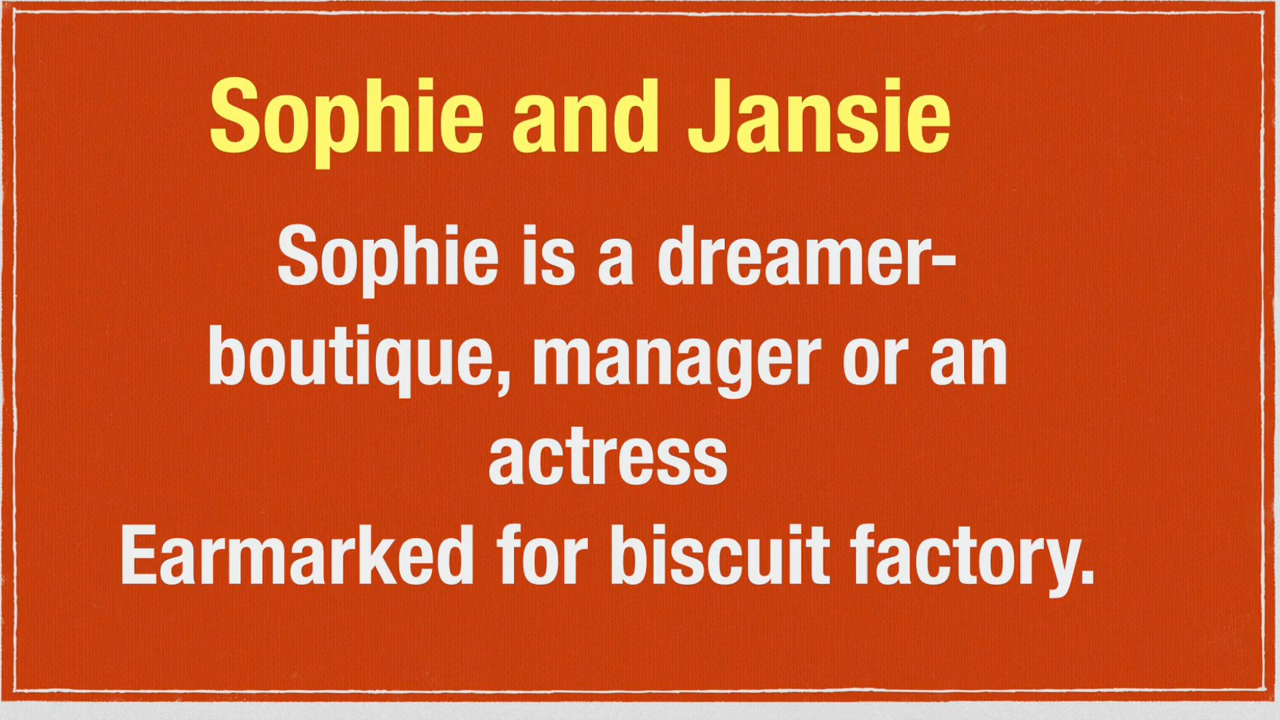 Sophie and Jansie
Sophie is a dreamer-
boutique, manager or an
actress
Earmarked for biscuit factory.